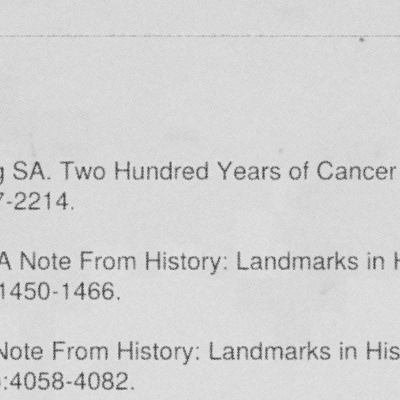 g SA. Two Hundred Years of Cancer
7-2214.
A Note From History: Landmarks in H
1450-1466.
Note From History: Landmarks in His
:4058-4082.